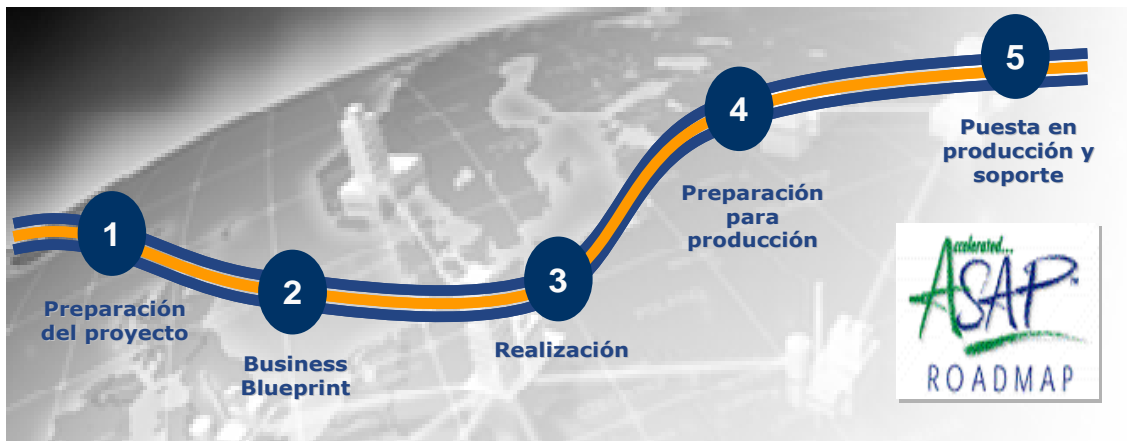 1
Preparación
del proyecto
2
Business
Blueprint
3
Realización
4
Preparación
para
producción
5
Puesta en
producción y
soporte
Accelerated...
ASAP™
ROADMAP